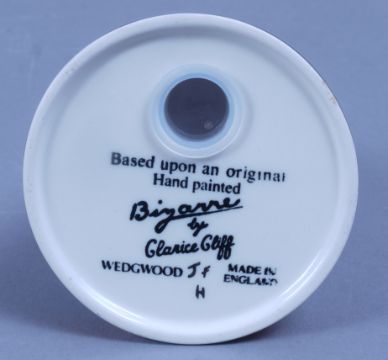 Based upon an original
Hand painted
Bizarre
by
Clarice Cliff
WEDGWOOD J f MADE IN
ENGLAND
H